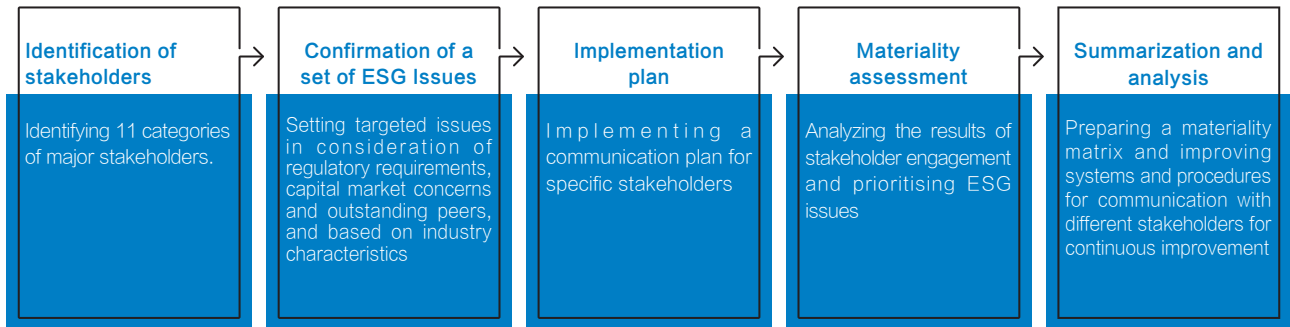 Identification of
stakeholders
Identifying 11 categories
of major stakeholders.
Confirmation of a
set of ESG Issues
Setting targeted issues
in consideration of
regulatory requirements,
capital market concerns
and outstanding peers,
and based on industry
characteristics
Implementation
plan
Implementing a
communication plan for
specific stakeholders
Materiality
assessment
Analyzing the results of
stakeholder engagement
and prioritising ESG
issues
Summarization and
analysis
Preparing a materiality
matrix and improving
systems and procedures
for communication with
different stakeholders for
continuous improvement